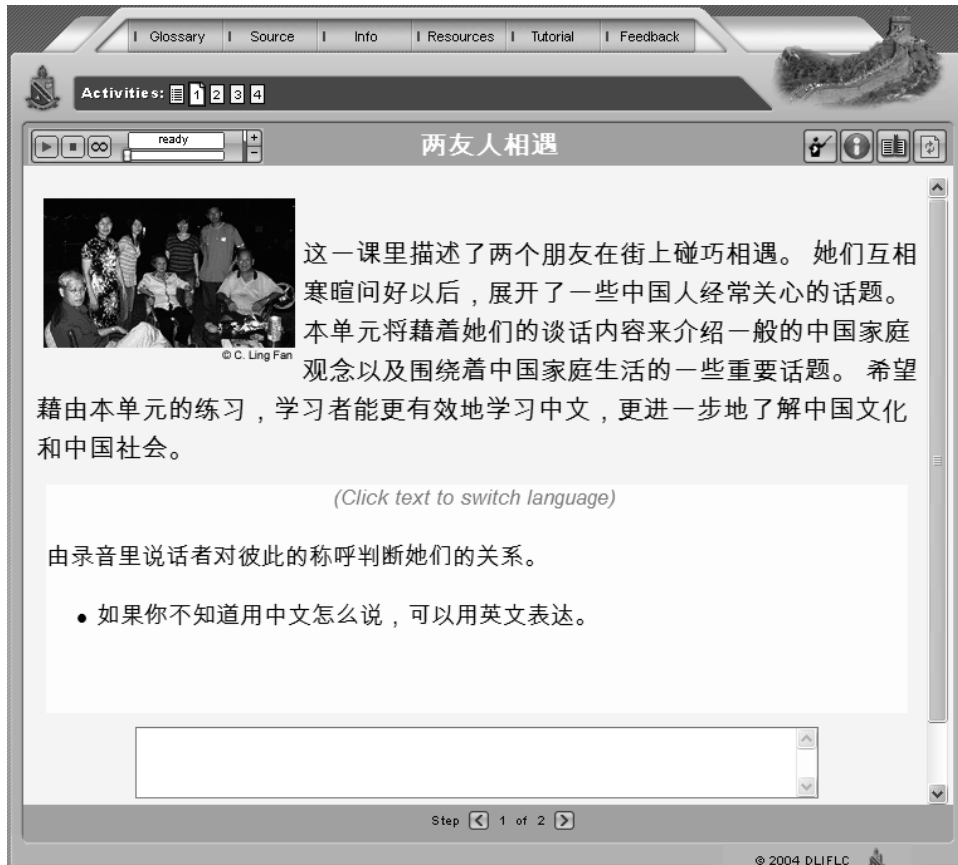 Glossary Source Info Resources Tutorial Feedback
Activities: 1 2 3 4
ready
两友人相遇
这一课里描述了两个朋友在街上碰巧相遇。 她们互相
寒暄问好以后，展开了一些中国人经常关心的话题。
本单元将藉着她们的谈话内容来介绍一般的中国家庭
© C. Ling Fan
观念以及围绕着中国家庭生活的一些重要话题。 希望
藉由本单元的练习，学习者能更有效地学习中文，更进一步地了解中国文化
和中国社会。
(Click text to switch language)
由录音里说话者对彼此的称呼判断她们的关系。
• 如果你不知道用中文怎么说，可以用英文表达。
Step 1 of 2
© 2004 DLIFLC